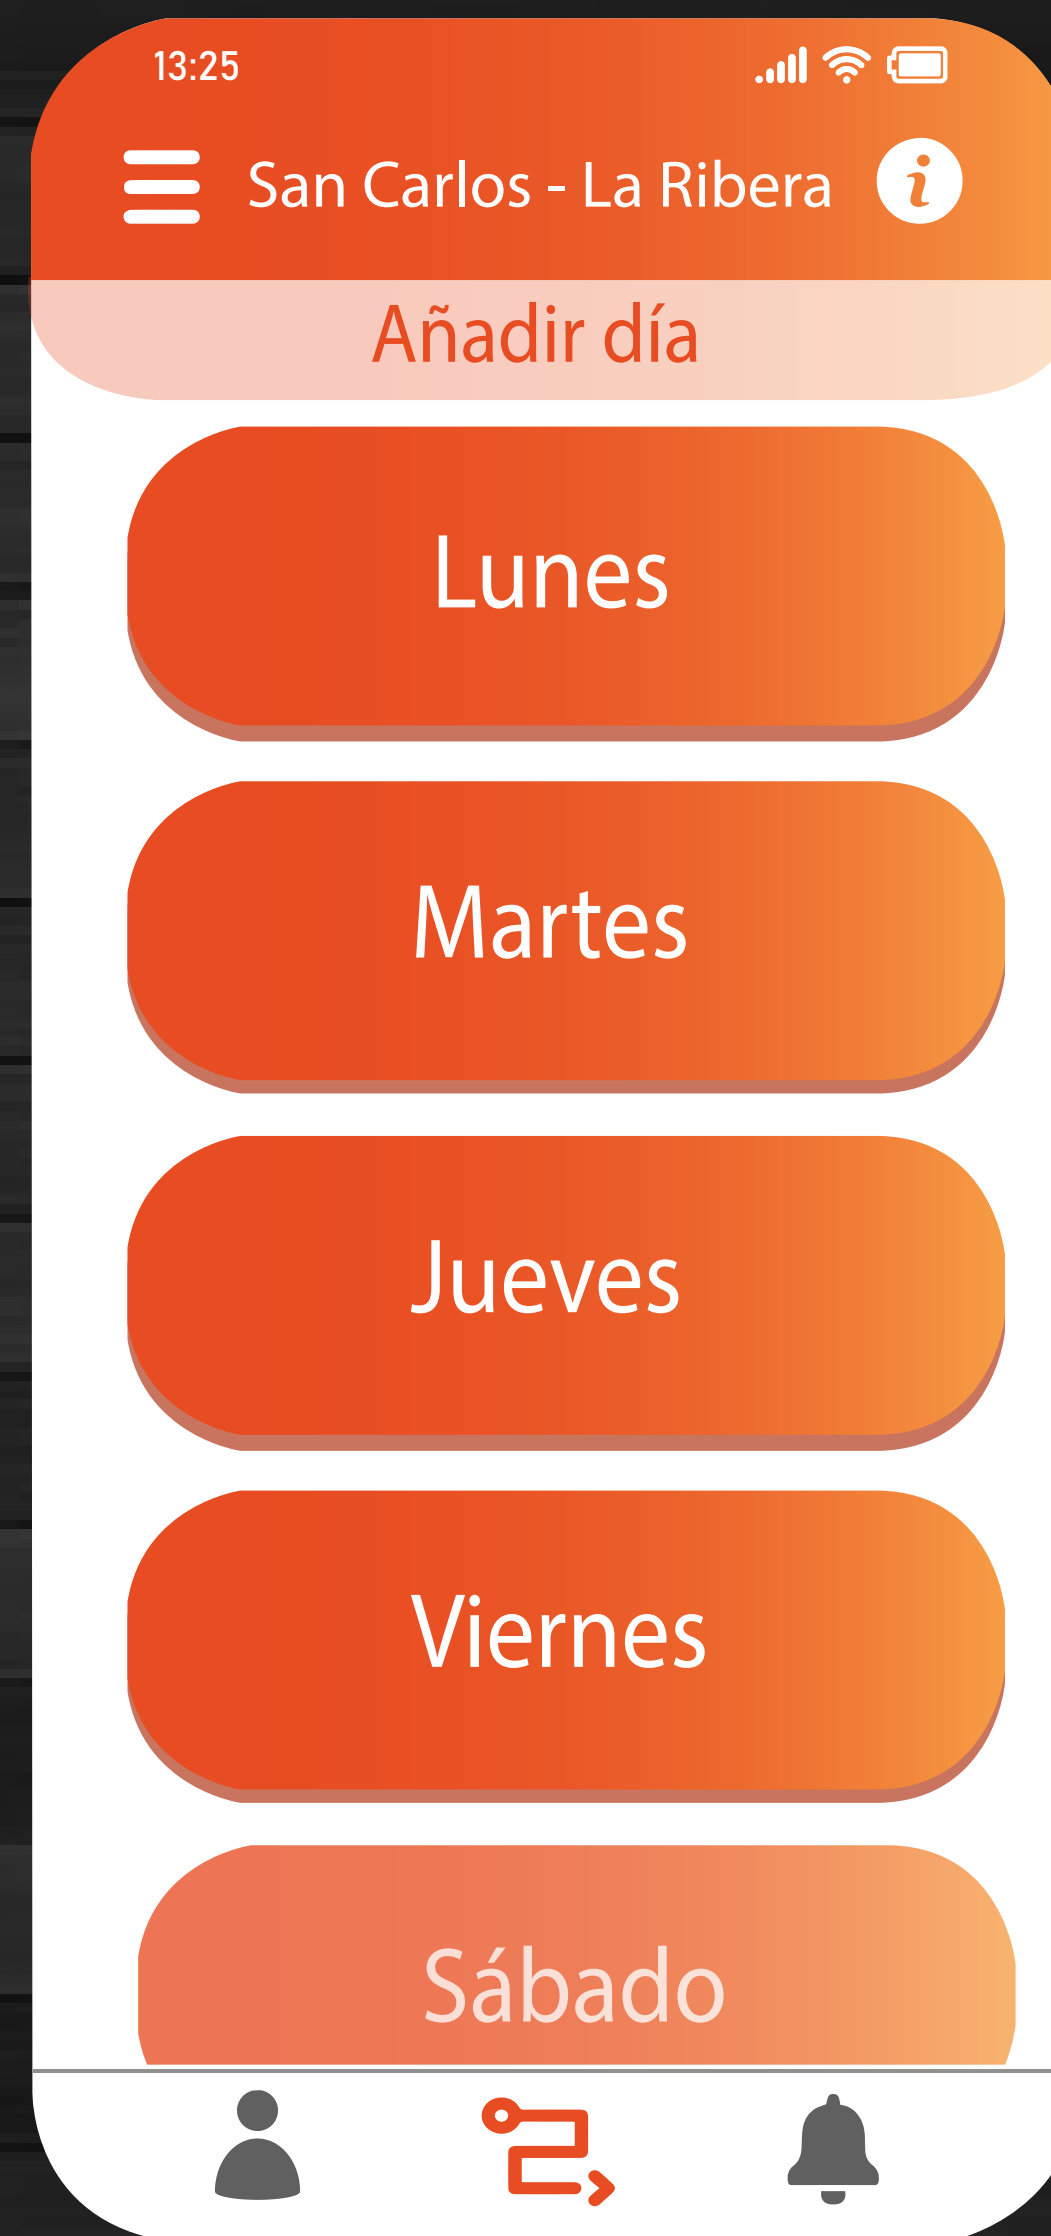 13:25
San Carlos - La Ribera
Añadir día
Lunes
Martes
Jueves
Viernes
Sábado